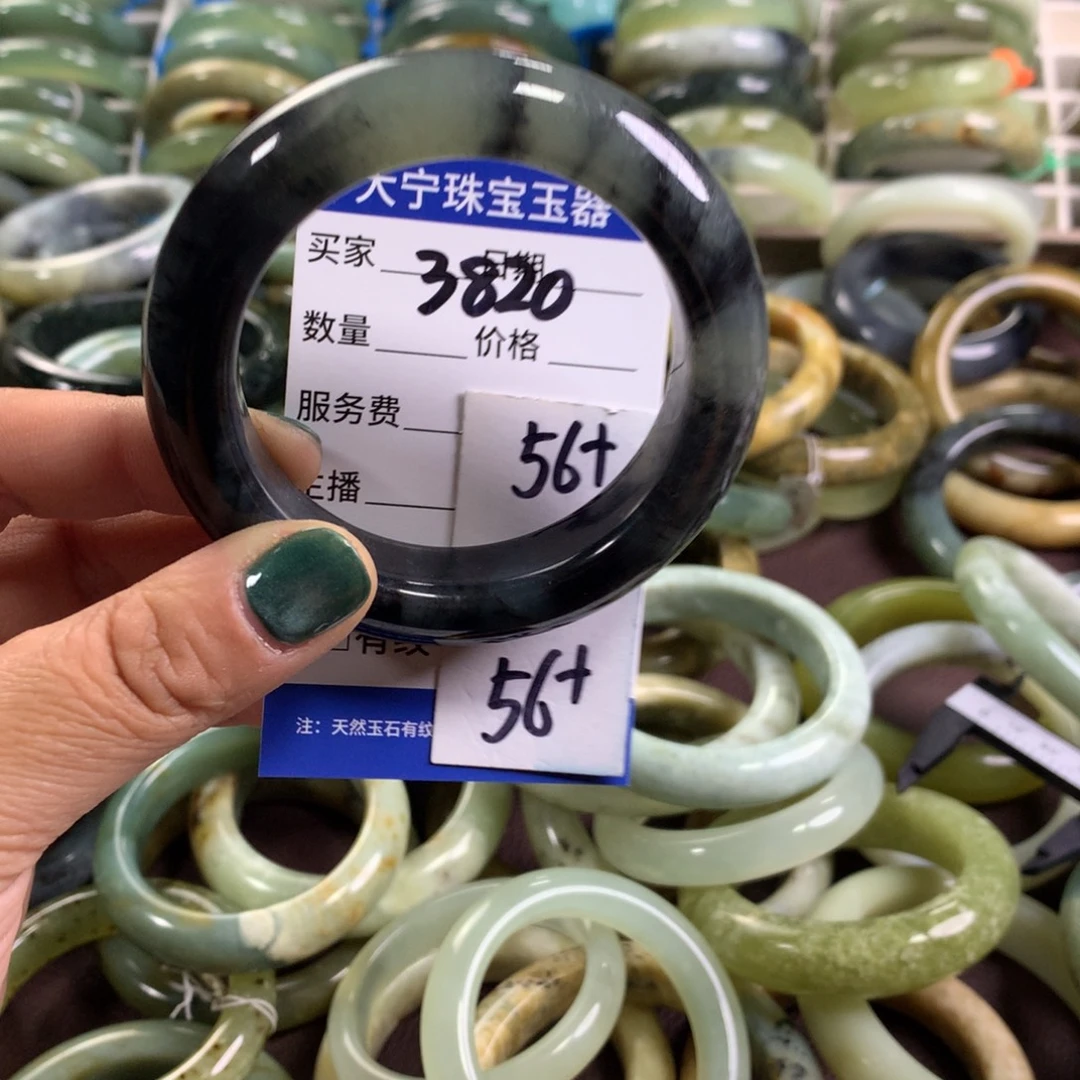 大宁珠宝玉器
买家 日期
3820
数量 价格
服务费
56+
主播
有纹
56+
注：天然玉石有纹